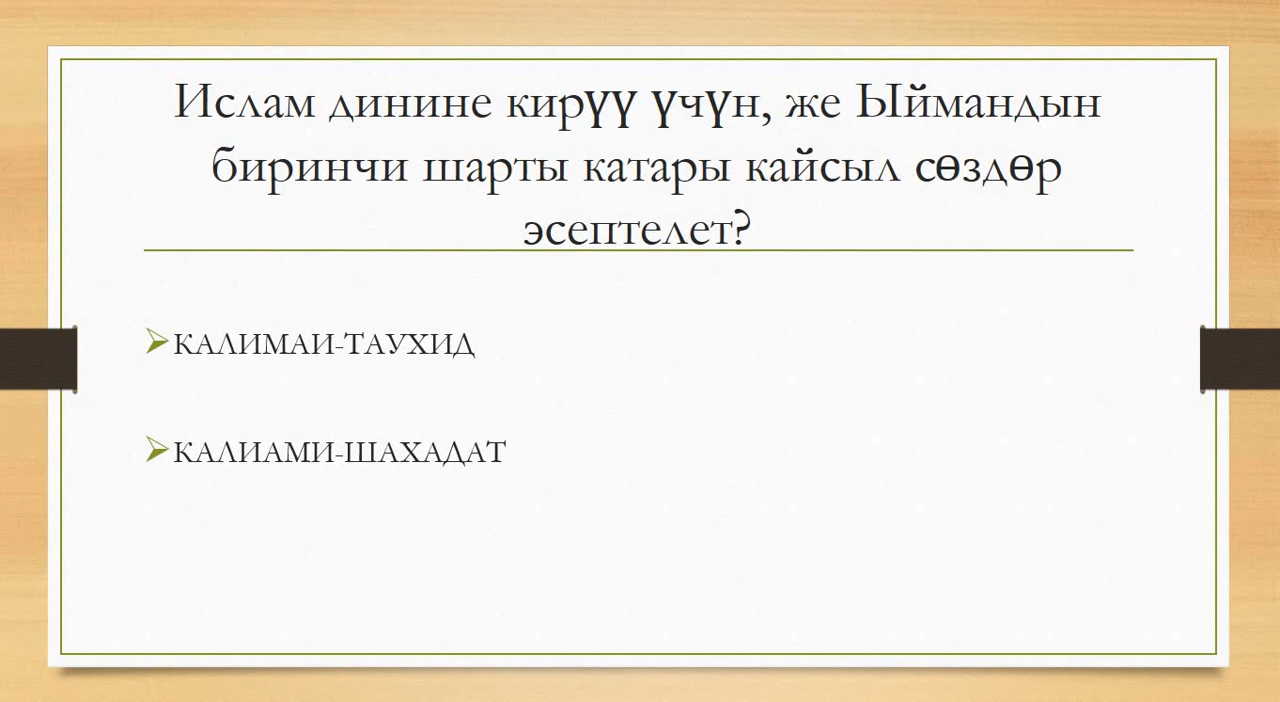 Ислам динине кирүү үчүн, же Ыймандын
биринчи шарты катары кайсыл сөздөр
эсептелет?
КАЛИМАИ-ТАУХИД
КАЛИАМИ-ШАХАДАТ